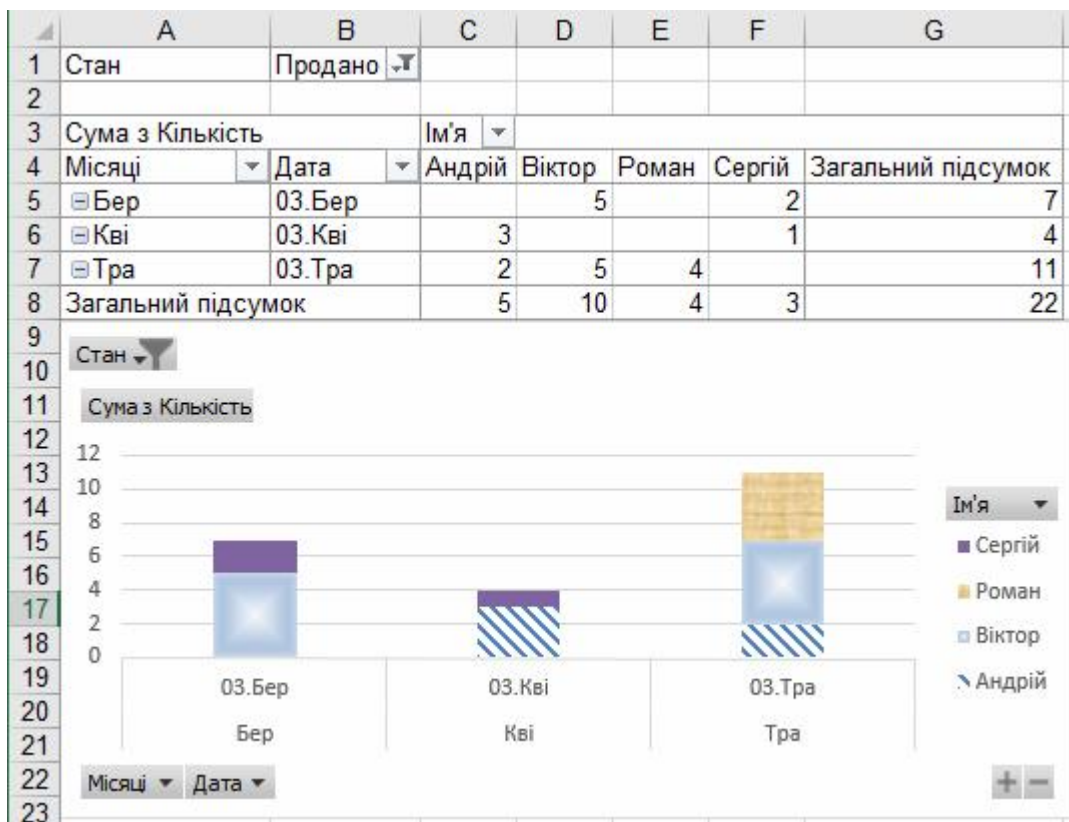 A B C D E F G
1 Стан Продано
2
3 Сума з Кількість Ім'я
4 Місяці Дата Андрій Віктор Роман Сергій Загальний підсумок
5 Бер 03.Бер 5 2 7
6 Кві 03.Кві 3 1 4
7 Тра 03.Тра 2 5 4 11
8 Загальний підсумок 5 10 4 3 22
9
10 Стан
11 Сума з Кількість
12 12
13 10
14 8 Ім'я
15 6 Сергій
16 4 Роман
17 2 Віктор
18 0
19 03.Бер 03.Кві 03.Тра Андрій
20
21 Бер Кві Тра
22 Місяці Дата + −
23